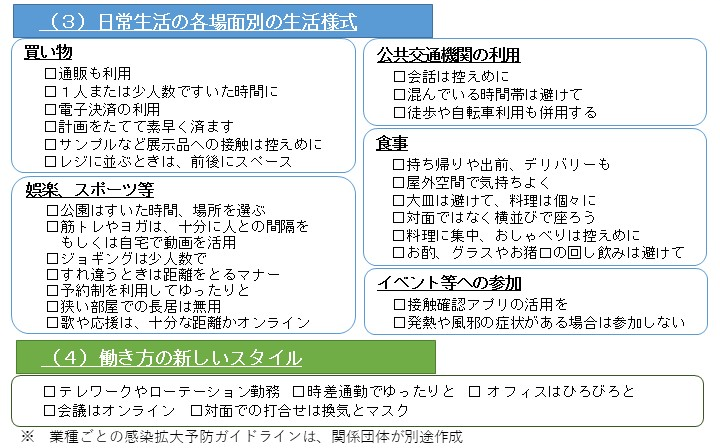 （３）日常生活の各場面別の生活様式
買い物
□通販も利用
□１人または少人数ですいた時間に
□電子決済の利用
□計画をたてて素早く済ます
□サンプルなど展示品への接触は控えめに
□レジに並ぶときは、前後にスペース
娯楽、スポーツ等
□公園はすいた時間、場所を選ぶ
□筋トレやヨガは、十分に人との間隔を
もしくは自宅で動画を活用
□ジョギングは少人数で
□すれ違うときは距離をとるマナー
□予約制を利用してゆったりと
□狭い部屋での長居は無用
□歌や応援は、十分な距離かオンライン
公共交通機関の利用
□会話は控えめに
□混んでいる時間帯は避けて
□徒歩や自転車利用も併用する
食事
□持ち帰りや出前、デリバリーも
□屋外空間で気持ちよく
□大皿は避けて、料理は個々に
□対面ではなく横並びで座ろう
□料理に集中、おしゃべりは控えめに
□お酌、グラスやお猪口の回し飲みは避けて
イベント等への参加
□接触確認アプリの活用を
□発熱や風邪の症状がある場合は参加しない
（４）働き方の新しいスタイル
□テレワークやローテーション勤務 □時差通勤でゆったりと □オフィスはひろびろと
□会議はオンライン □対面での打合せは換気とマスク
※ 業種ごとの感染拡大予防ガイドラインは、関係団体が別途作成